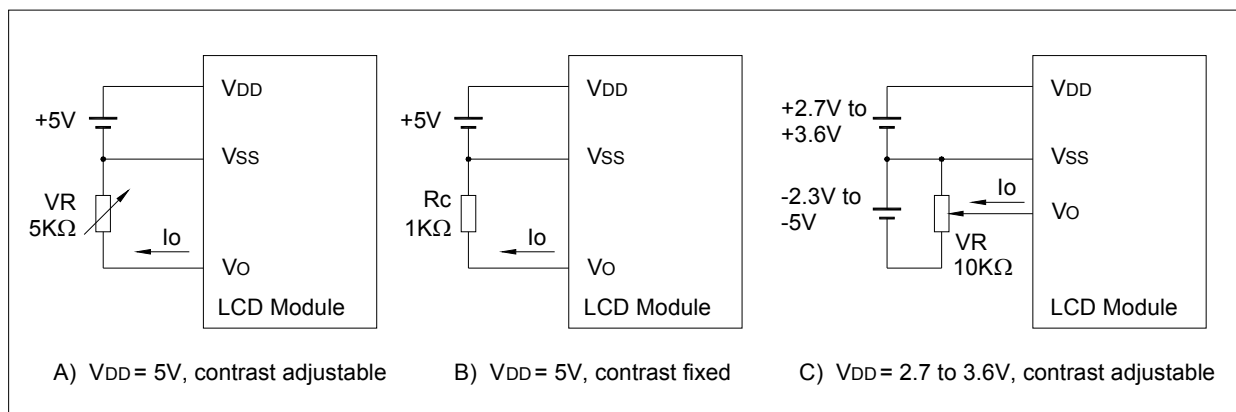 VDD
+5V
VSS
VR
5KΩ
Io
VO
LCD Module
A) VDD = 5V, contrast adjustable
VDD
+5V
VSS
Rc
1KΩ
Io
VO
LCD Module
B) VDD = 5V, contrast fixed
VDD
+2.7V to
+3.6V
VSS
-2.3V to
-5V
Io
VO
VR
10KΩ
LCD Module
C) VDD = 2.7 to 3.6V, contrast adjustable